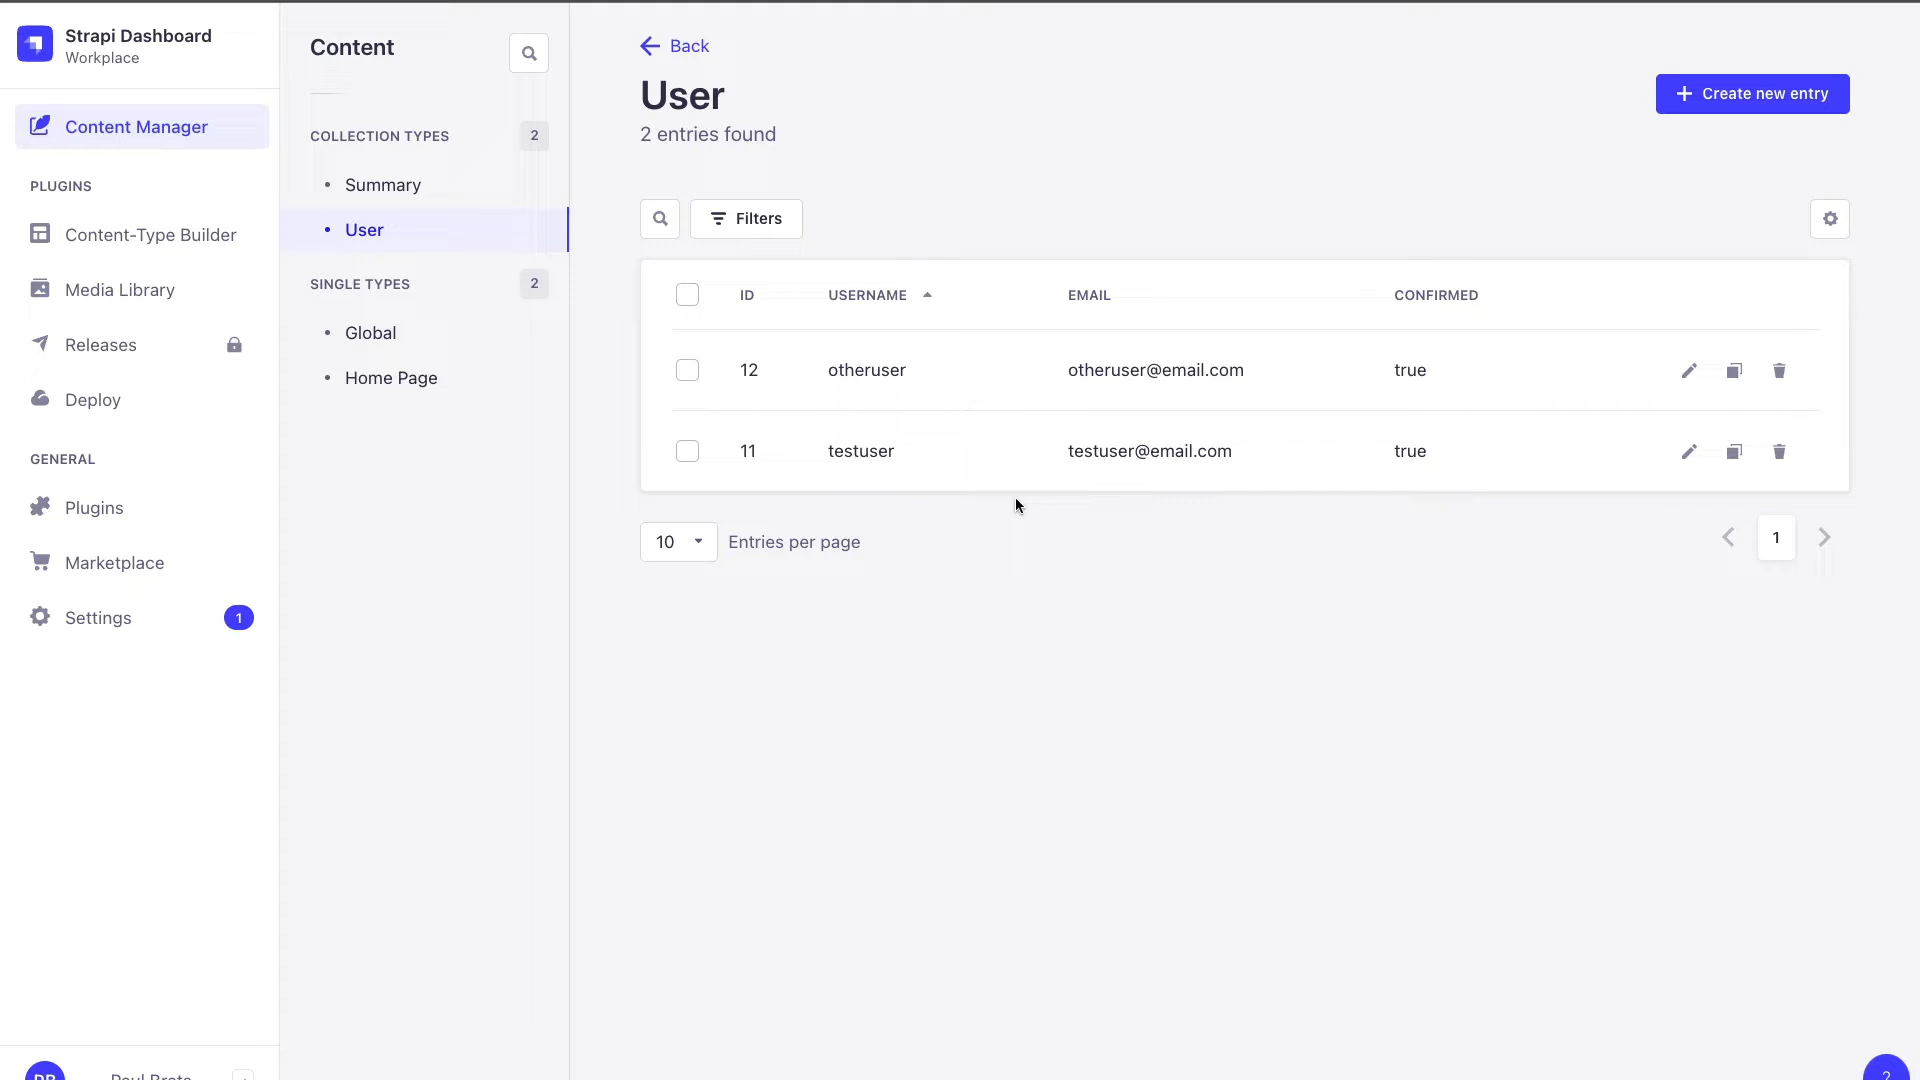 Strapi Dashboard
Workplace
Content Manager
PLUGINS
Content-Type Builder
Media Library
Releases
Deploy
GENERAL
Plugins
Marketplace
Settings
1
Content
COLLECTION TYPES
2
Summary
User
SINGLE TYPES
2
Global
Home Page
Back
User
2 entries found
Create new entry
Filters
ID USERNAME EMAIL CONFIRMED
12 otheruser otheruser@email.com true
11 testuser testuser@email.com true
10 Entries per page
1